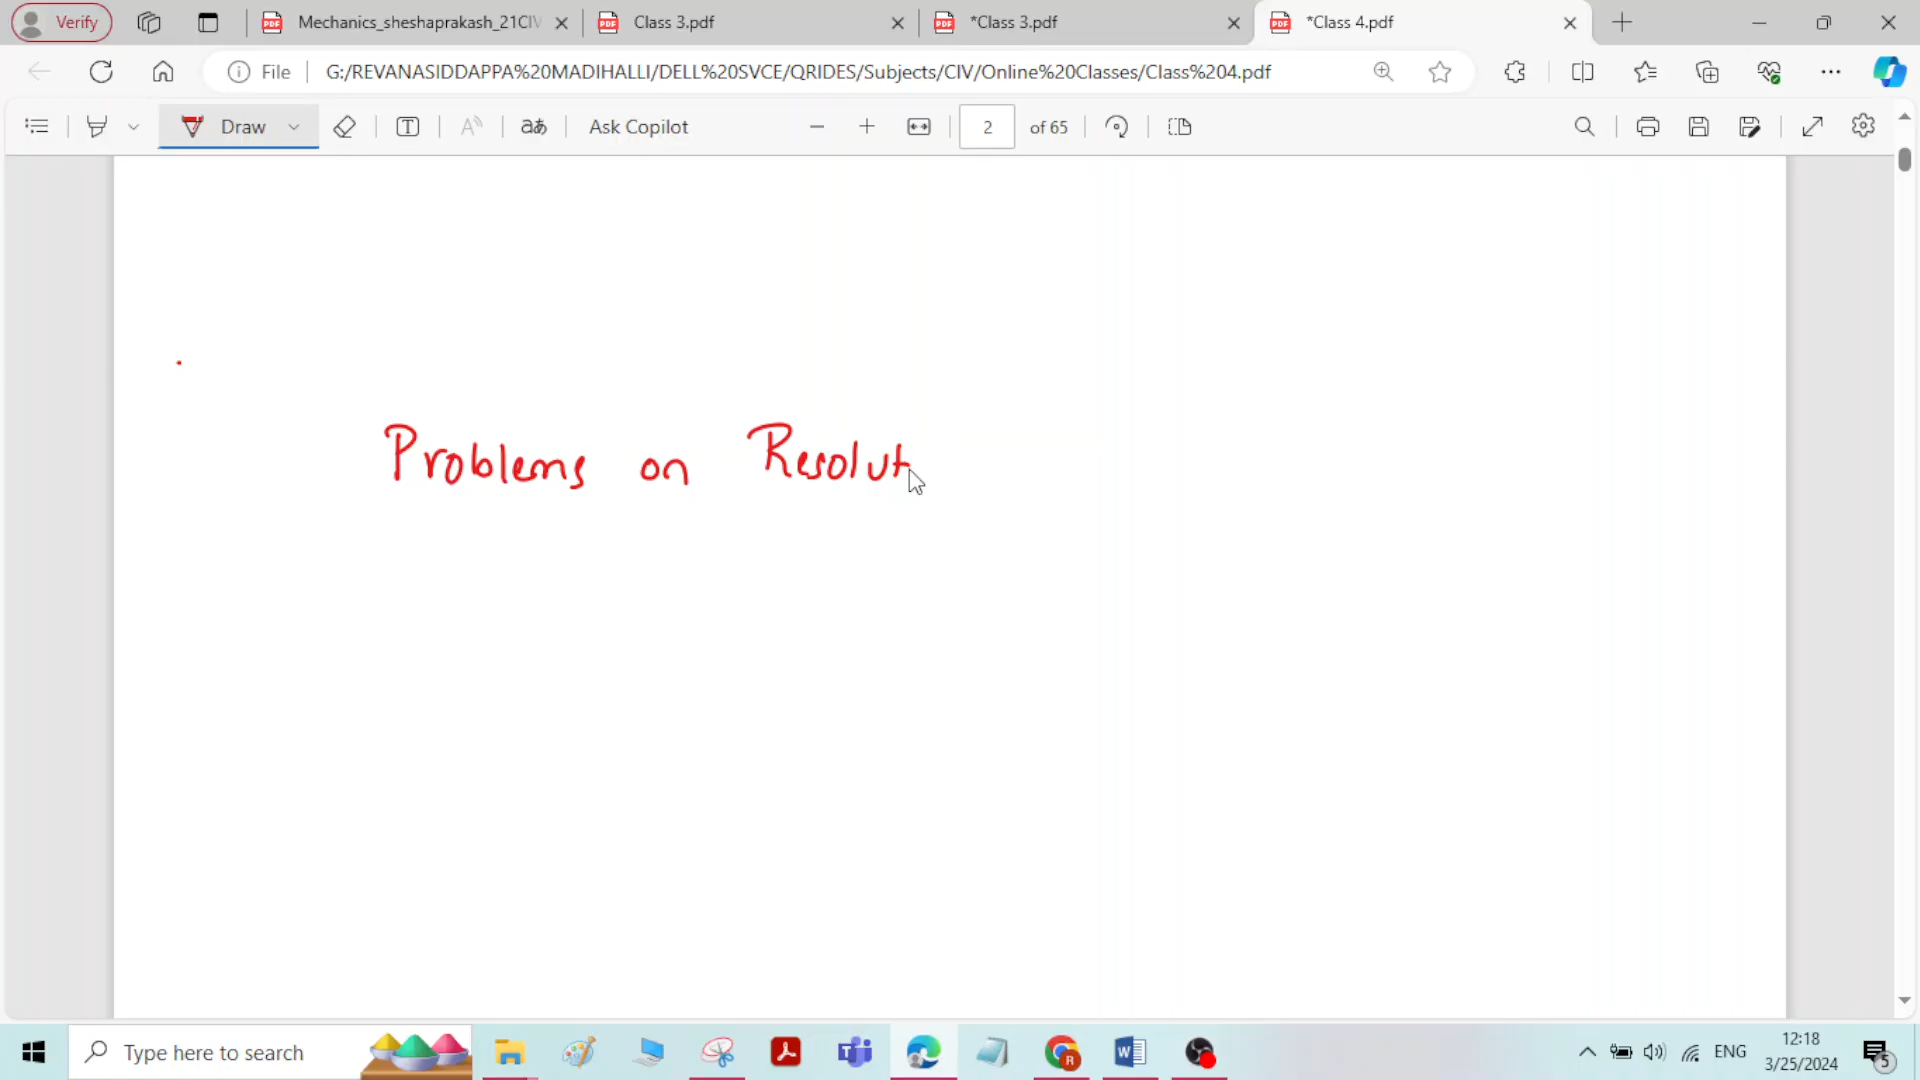 Verify
Mechanics_sheshaprakash_21CIV
Class 3.pdf
*Class 3.pdf
*Class 4.pdf
File
G:/REVANASIDDAPPA%20MADIHALLI/DELL%20SVCE/QRIDES/Subjects/CIV/Online%20Classes/Class%204.pdf
Draw
Ask Copilot
2 of 65
Problems on Resolut
Type here to search
ENG
12:18
3/25/2024
5